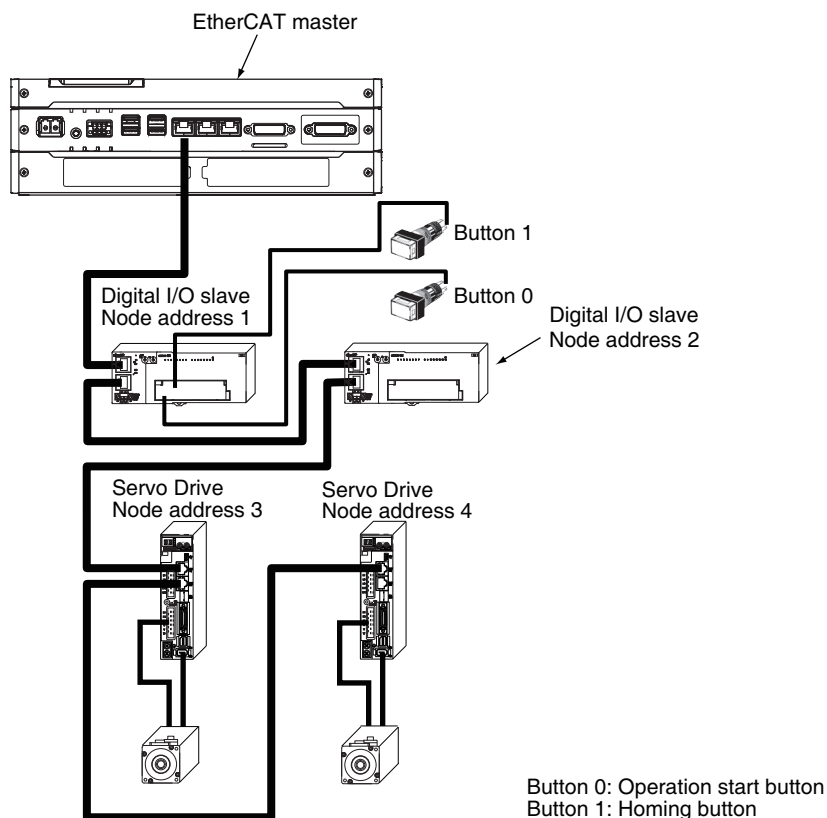 EtherCAT master
Button 1
Button 0
Digital I/O slave
Node address 1
Digital I/O slave
Node address 2
Servo Drive
Node address 3
Servo Drive
Node address 4
Button 0: Operation start button
Button 1: Homing button